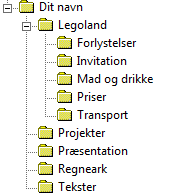 Dit navn
Legoland
Forlystelser
Invitation
Mad og drikke
Priser
Transport
Projekter
Præsentation
Regneark
Tekster